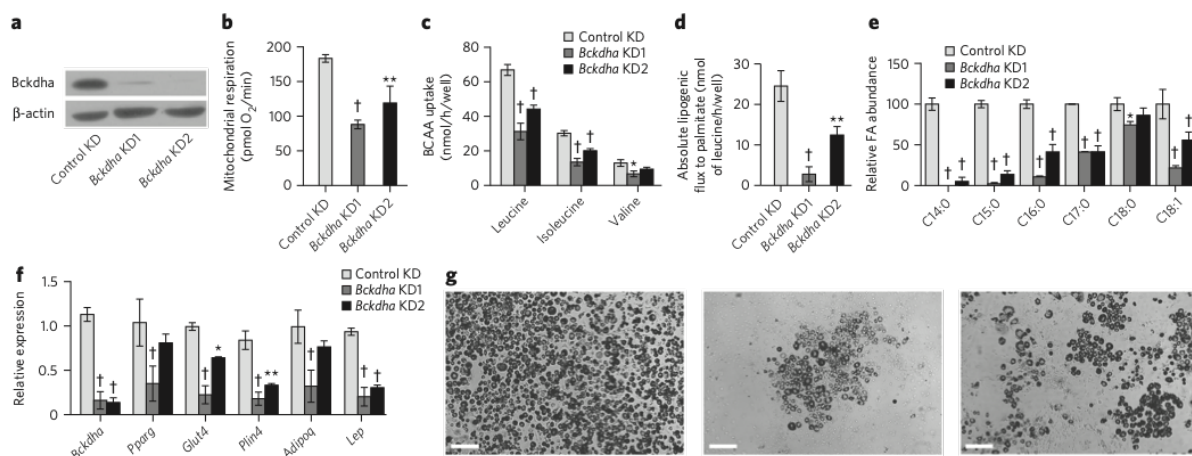 a
Bckdha
β-actin
Control KD
Bckdha KD1
Bckdha KD2
b
Mitochondrial respiration
(pmol O2/min)
200
150
100
50
0
†
**
Control KD
Bckdha KD1
Bckdha KD2
c
Control KD
Bckdha KD1
Bckdha KD2
BCAA uptake
(nmol/h/well)
80
60
40
20
0
† †
† †
*
Leucine
Isoleucine
Valine
d
Absolute lipogenic
flux to palmitate (nmol
of leucine/h/well)
30
20
10
0
†
**
Control KD
Bckdha KD1
Bckdha KD2
e
Control KD
Bckdha KD1
Bckdha KD2
Relative FA abundance
150
100
50
0
† †
† †
† †
† †
*
† †
C14:0
C15:0
C16:0
C17:0
C18:0
C18:1
f
Control KD
Bckdha KD1
Bckdha KD2
Relative expression
1.5
1.0
0.5
0
† †
†
† *
† **
†
† †
Bckdha
Pparg
Glut4
Plin4
Adipoq
Lep
g